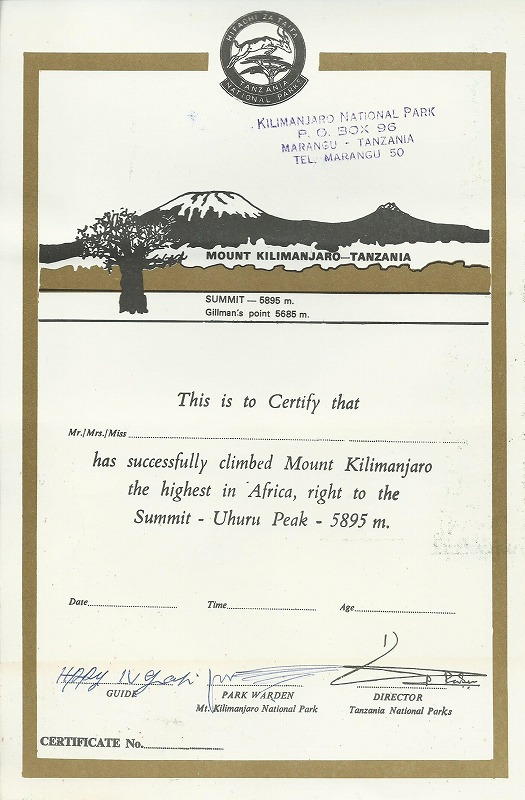 HIFADHI ZA TAIFA
TANZANIA
NATIONAL PARKS
KILIMANJARO NATIONAL PARK
P. O. BOX 96
MARANGU - TANZANIA
TEL. MARANGU 50
MOUNT KILIMANJARO—TANZANIA
SUMMIT — 5895 m.
Gillman's point 5685 m.
This is to Certify that
Mr./Mrs./Miss
has successfully climbed Mount Kilimanjaro
the highest in Africa, right to the
Summit - Uhuru Peak - 5895 m.
Date Time Age
HAPPY
GUIDE PARK WARDEN DIRECTOR
Mt. Kilimanjaro National Park Tanzania National Parks
CERTIFICATE No.